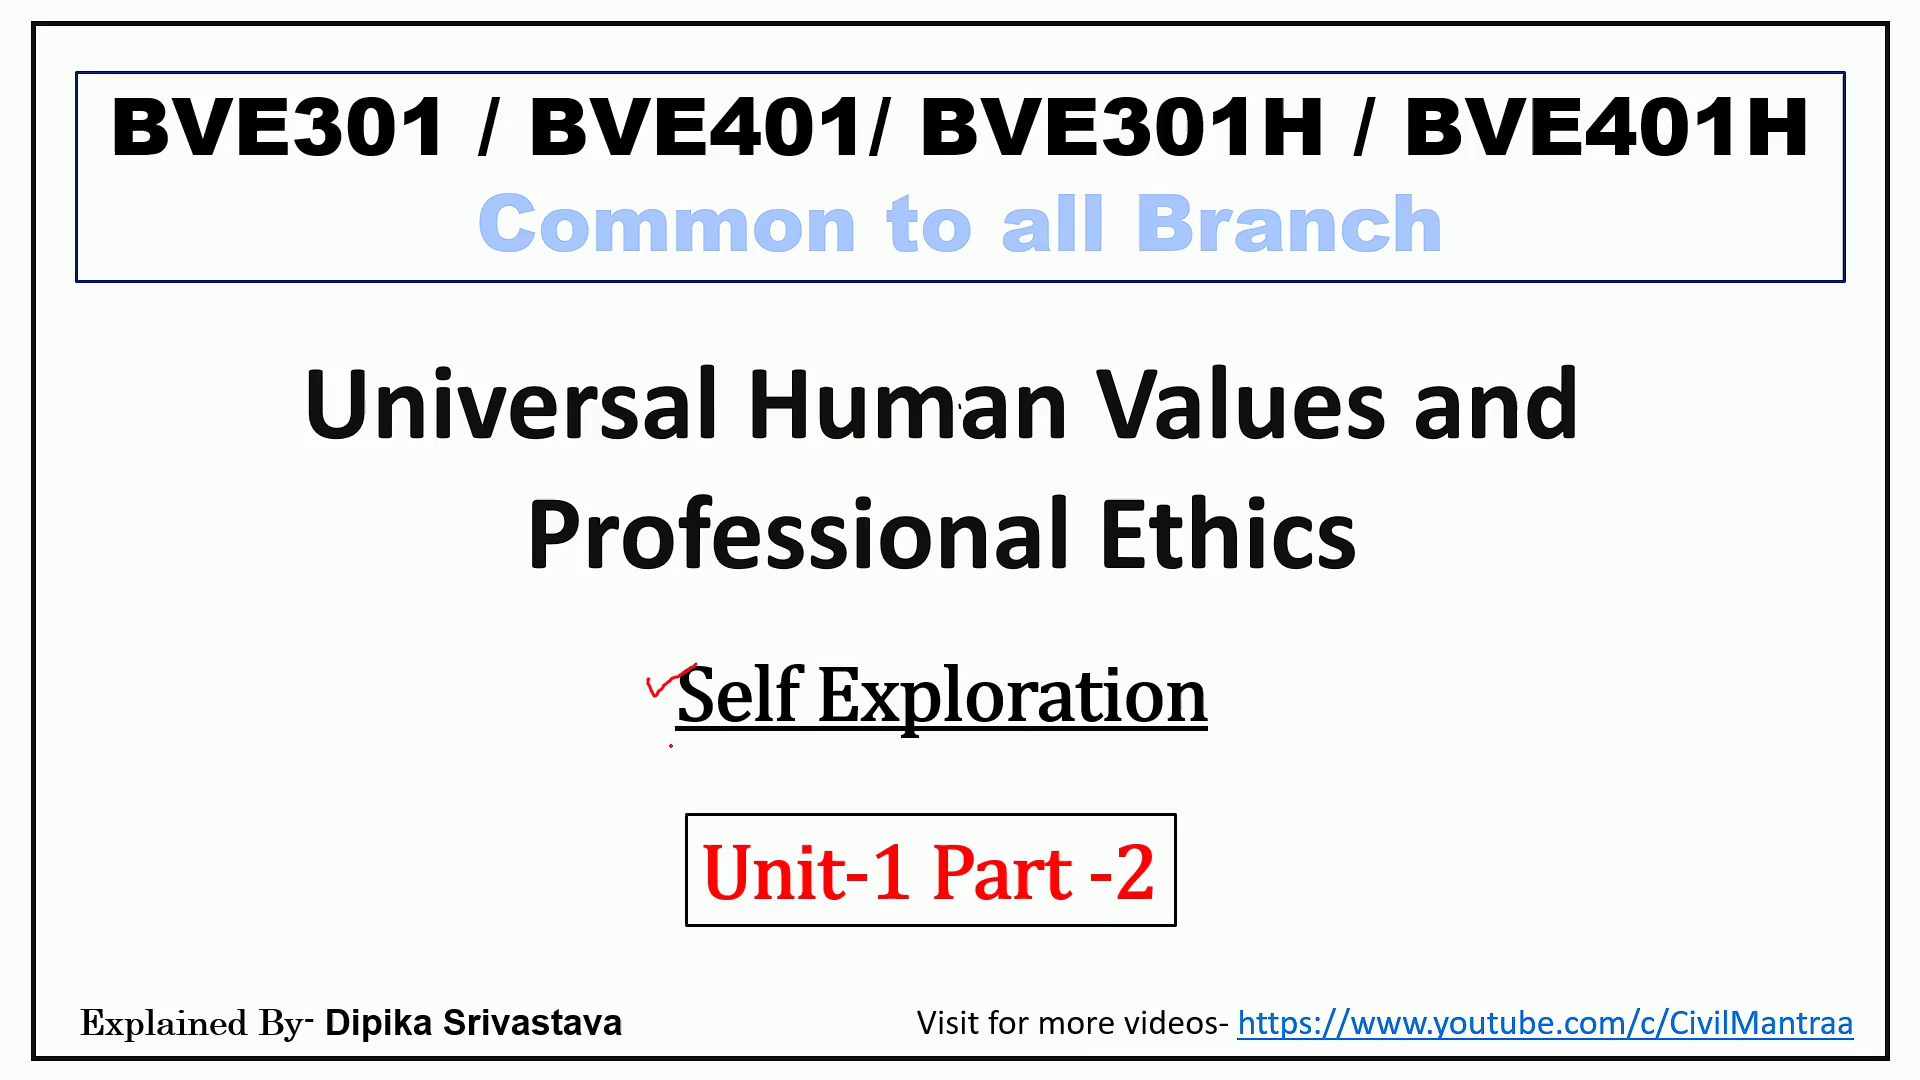 BVE301 / BVE401/ BVE301H / BVE401H
Common to all Branch
Universal Human Values and
Professional Ethics
Self Exploration
Unit-1 Part -2
Explained By- Dipika Srivastava
Visit for more videos- https://www.youtube.com/c/CivilMantraa